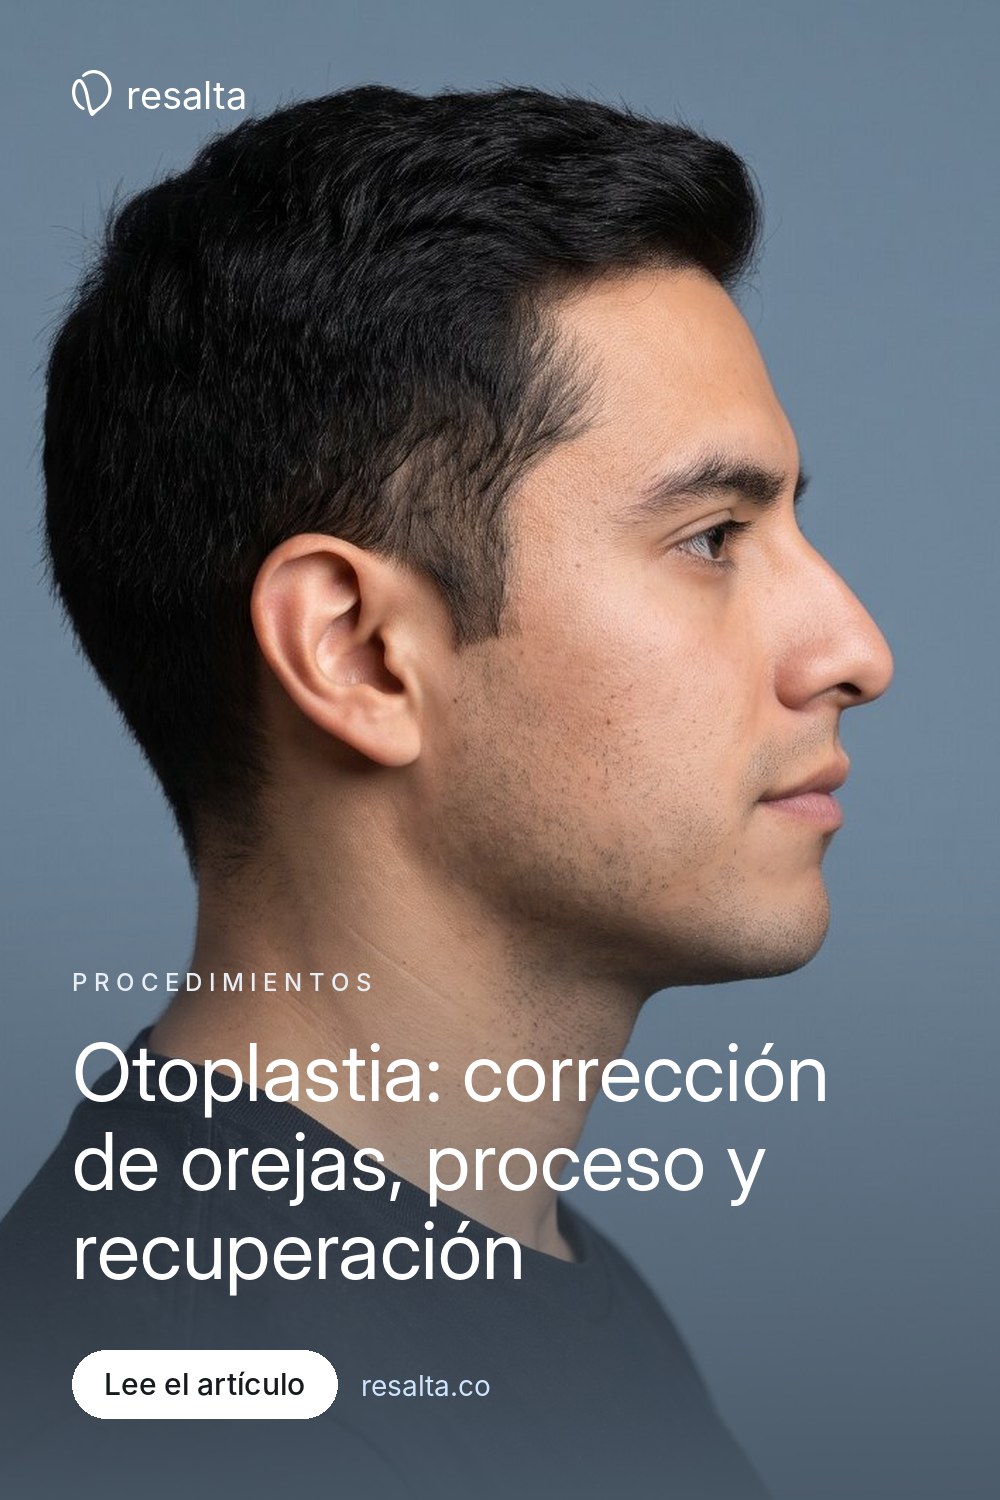 resalta
PROCEDIMIENTOS
Otoplastia: corrección
de orejas, proceso y
recuperación
Lee el artículo
resalta.co